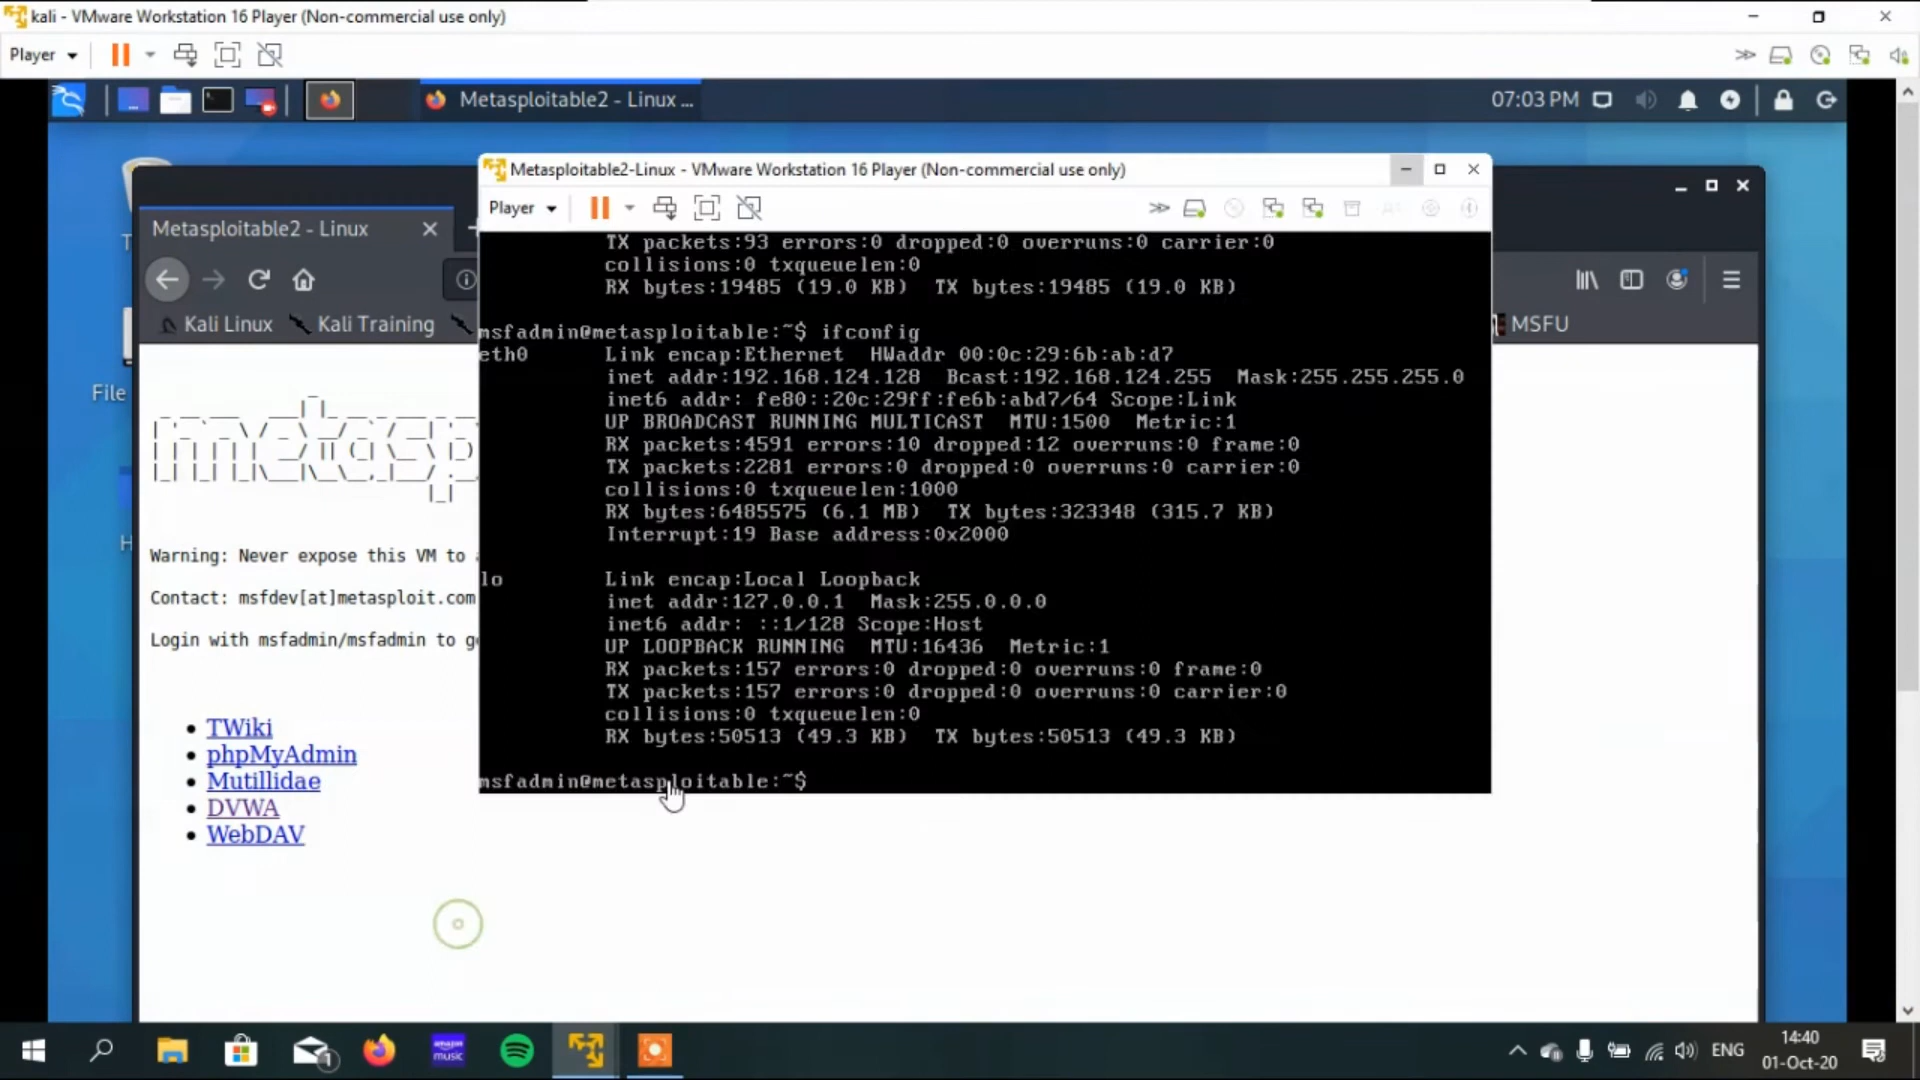 kali - VMware Workstation 16 Player (Non-commercial use only)
Player
Metasploitable2 - Linux ...
07:03 PM
Metasploitable2-Linux - VMware Workstation 16 Player (Non-commercial use only)
Player
Metasploitable2 - Linux
Kali Linux
Kali Training
MSFU
File
TX packets:93 errors:0 dropped:0 overruns:0 carrier:0
collisions:0 txqueuelen:0
RX bytes:19485 (19.0 KB)  TX bytes:19485 (19.0 KB)
msfadmin@metasploitable:~$ ifconfig
eth0 Link encap:Ethernet  HWaddr 00:0c:29:6b:ab:d7
inet addr:192.168.124.128  Bcast:192.168.124.255  Mask:255.255.255.0
inet6 addr: fe80::20c:29ff:fe6b:abd7/64 Scope:Link
UP BROADCAST RUNNING MULTICAST  MTU:1500  Metric:1
RX packets:4591 errors:10 dropped:12 overruns:0 frame:0
TX packets:2281 errors:0 dropped:0 overruns:0 carrier:0
collisions:0 txqueuelen:1000
RX bytes:6485575 (6.1 MB)  TX bytes:323348 (315.7 KB)
Interrupt:19 Base address:0x2000
lo Link encap:Local Loopback
inet addr:127.0.0.1  Mask:255.0.0.0
inet6 addr: ::1/128 Scope:Host
UP LOOPBACK RUNNING  MTU:16436  Metric:1
RX packets:157 errors:0 dropped:0 overruns:0 frame:0
TX packets:157 errors:0 dropped:0 overruns:0 carrier:0
collisions:0 txqueuelen:0
RX bytes:50513 (49.3 KB)  TX bytes:50513 (49.3 KB)
msfadmin@metasploitable:~$
metasp
Warning: Never expose this VM to
Contact: msfdev[at]metasploit.com
Login with msfadmin/msfadmin to
TWiki
phpMyAdmin
Mutillidae
DVWA
WebDAV
amazon
music
1
ENG
14:40
01-Oct-20